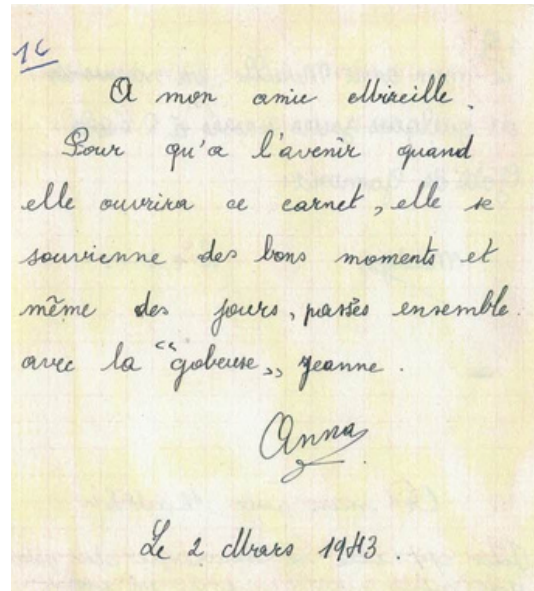 16
A mon amie Mireille.
Pour qu'a l'avenir quand
elle ouvrira ce carnet, elle se
souvienne des bons moments et
même des jours, passés ensemble
avec la "gobeuse" Jeanne.
Anna
Le 2 Mars 1943.